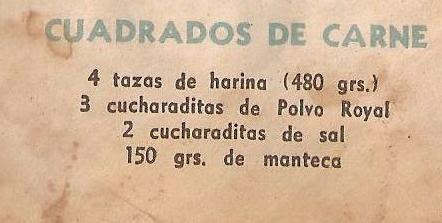 CUADRADOS DE CARNE
4 tazas de harina (480 grs.)
3 cucharaditas de Polvo Royal
2 cucharaditas de sal
150 grs. de manteca